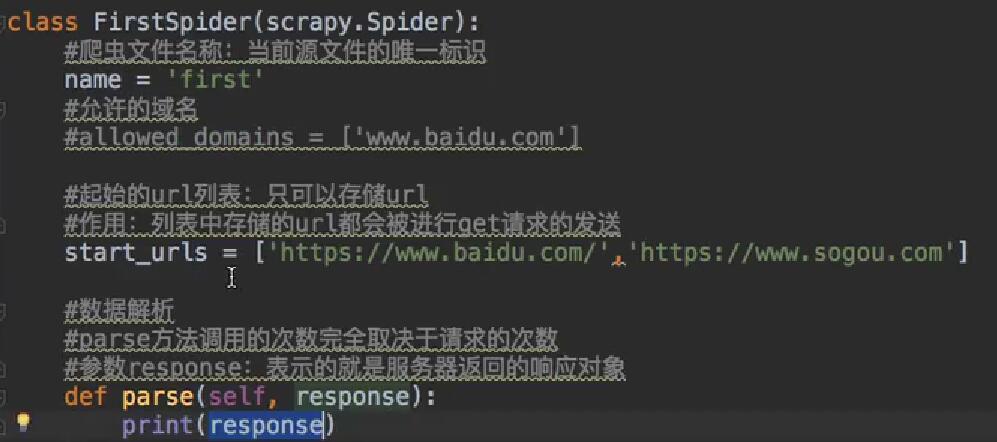 class FirstSpider(scrapy.Spider):
    #爬虫文件名称：当前源文件的唯一标识
    name = 'first'
    #允许的域名
    #allowed_domains = ['www.baidu.com']
    #起始的url列表：只可以存储url
    #作用：列表中存储的url都会被进行get请求的发送
    start_urls = ['https://www.baidu.com/','https://www.sogou.com']
    #数据解析
    #parse方法调用的次数完全取决于请求的次数
    #参数response：表示的就是服务器返回的响应对象
    def parse(self, response):
        print(response)